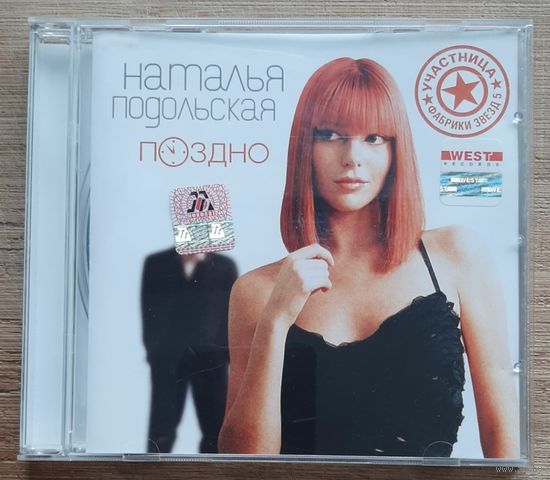 Наталья
Подольская
Поздно
УЧАСТНИЦА
ФАБРИКИ ЗВЕЗД 5
WEST
RECORDS